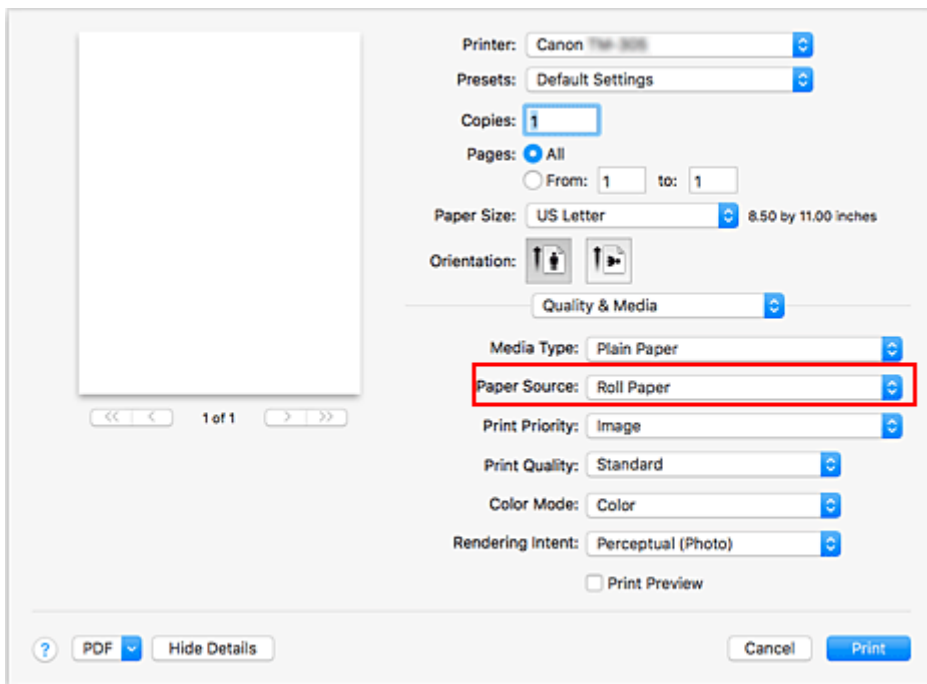 Printer: Canon
Presets: Default Settings
Copies: 1
Pages: All
From: 1 to: 1
Paper Size: US Letter 8.50 by 11.00 inches
Orientation:
Quality & Media
Media Type: Plain Paper
Paper Source: Roll Paper
<< < 1 of 1 > >>
Print Priority: Image
Print Quality: Standard
Color Mode: Color
Rendering Intent: Perceptual (Photo)
Print Preview
? PDF Hide Details Cancel Print